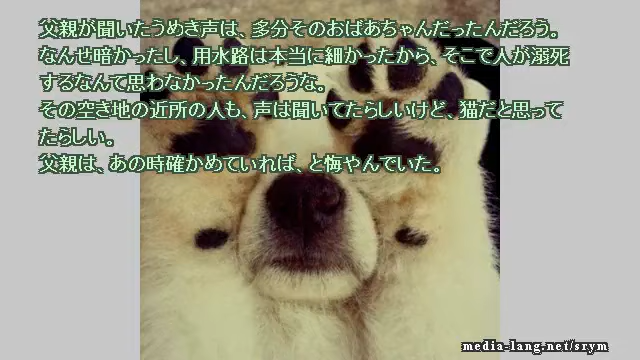 父親が聞いたうめき声は、多分そのおばあちゃんだったんだろう。
なんせ暗かったし、用水路は本当に細かったから、そこで人が溺死
するなんて思わなかったんだろうな。
その空き地の近所の人も、声は聞いてたらしいけど、猫だと思って
たらしい。
父親は、あの時確かめていれば、と悔やんでいた。
media-lang.net/srym